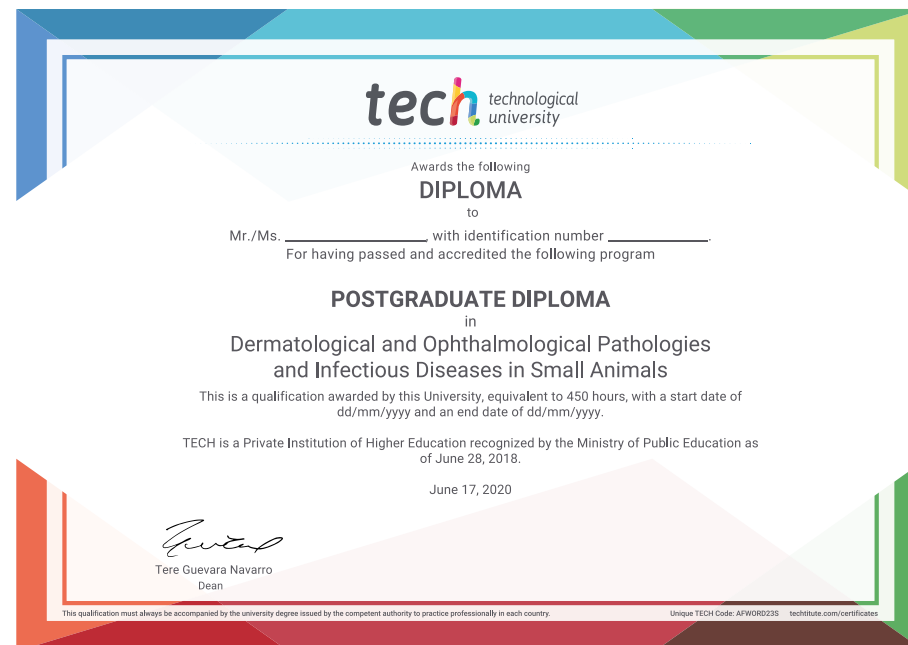 tech technological
university
Awards the following
DIPLOMA
to
Mr./Ms. ____________, with identification number ____________.
For having passed and accredited the following program
POSTGRADUATE DIPLOMA
in
Dermatological and Ophthalmological Pathologies
and Infectious Diseases in Small Animals
This is a qualification awarded by this University, equivalent to 450 hours, with a start date of
dd/mm/yyyy and an end date of dd/mm/yyyy.
TECH is a Private Institution of Higher Education recognized by the Ministry of Public Education as
of June 28, 2018.
June 17, 2020
Tere Guevara Navarro
Dean
This qualification must always be accompanied by the university degree issued by the competent authority to practice professionally in each country.
Unique TECH Code: AFWORD23S techtitute.com/certificates